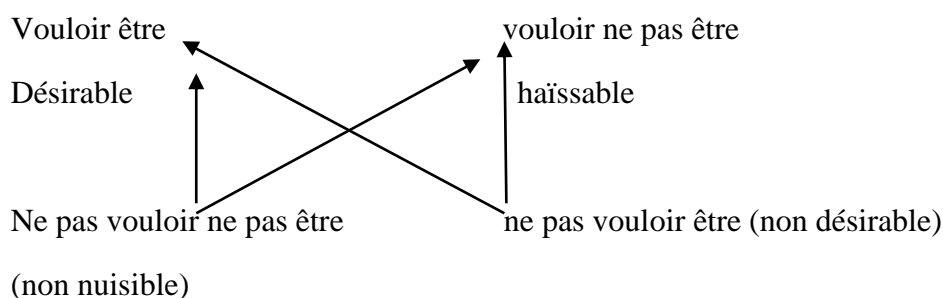 Vouloir être vouloir ne pas être
Désirable haïssable
Ne pas vouloir ne pas être ne pas vouloir être (non désirable)
(non nuisible)